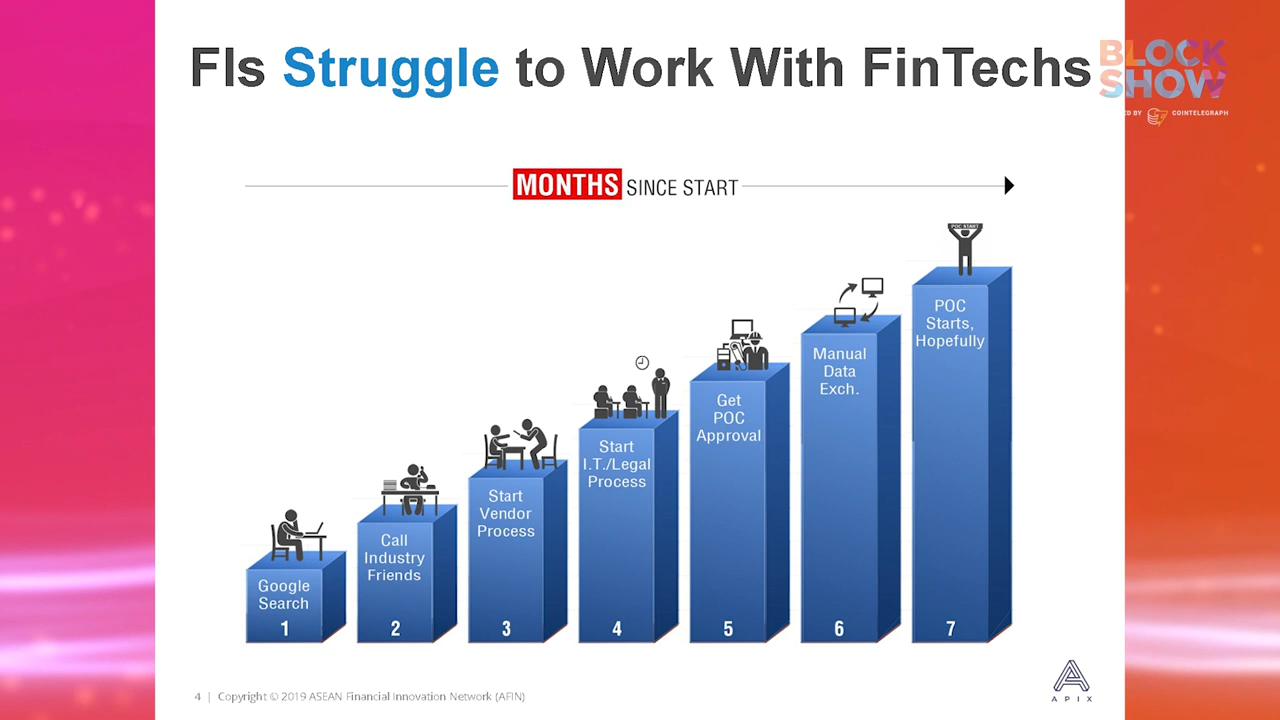 FIs Struggle to Work With FinTechs
BLOCK
SHOW
ED BY COINTELEGRAPH
MONTHS SINCE START
POC START
POC
Starts,
Hopefully
Manual
Data
Exch.
Get
POC
Approval
Start
I.T./Legal
Process
Start
Vendor
Process
Call
Industry
Friends
Google
Search
1
2
3
4
5
6
7
4 | Copyright © 2019 ASEAN Financial Innovation Network (AFIN)
APIX